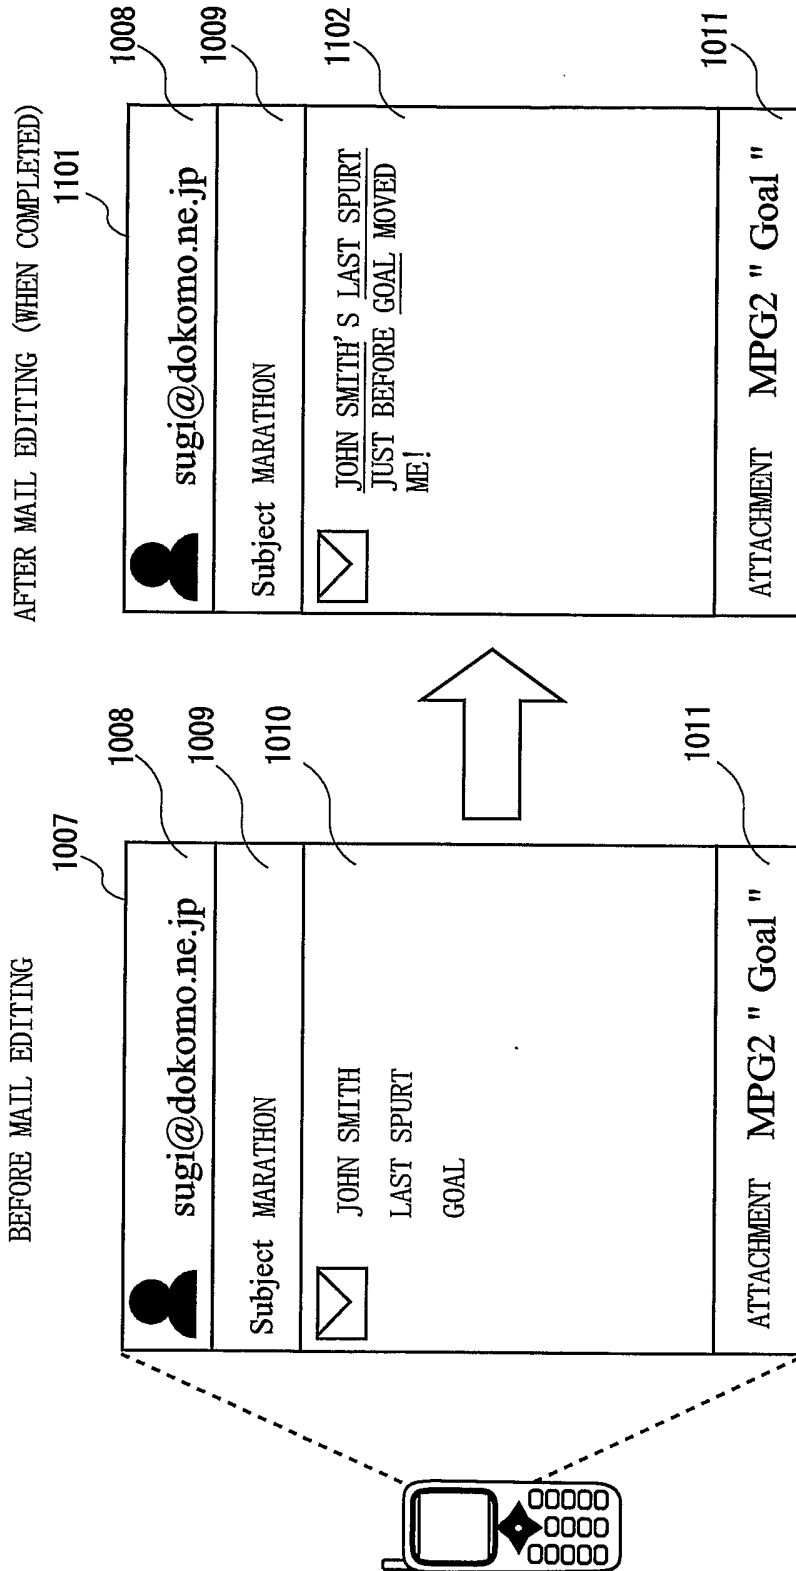 BEFORE MAIL EDITING
1007
sugi@dokomo.ne.jp
1008
Subject MARATHON
1009
JOHN SMITH
LAST SPURT
GOAL
1010
ATTACHMENT MPG2 " Goal "
1011
AFTER MAIL EDITING (WHEN COMPLETED)
1101
sugi@dokomo.ne.jp
1008
Subject MARATHON
1009
JOHN SMITH'S LAST SPURT
JUST BEFORE GOAL MOVED
ME!
1102
ATTACHMENT MPG2 " Goal "
1011